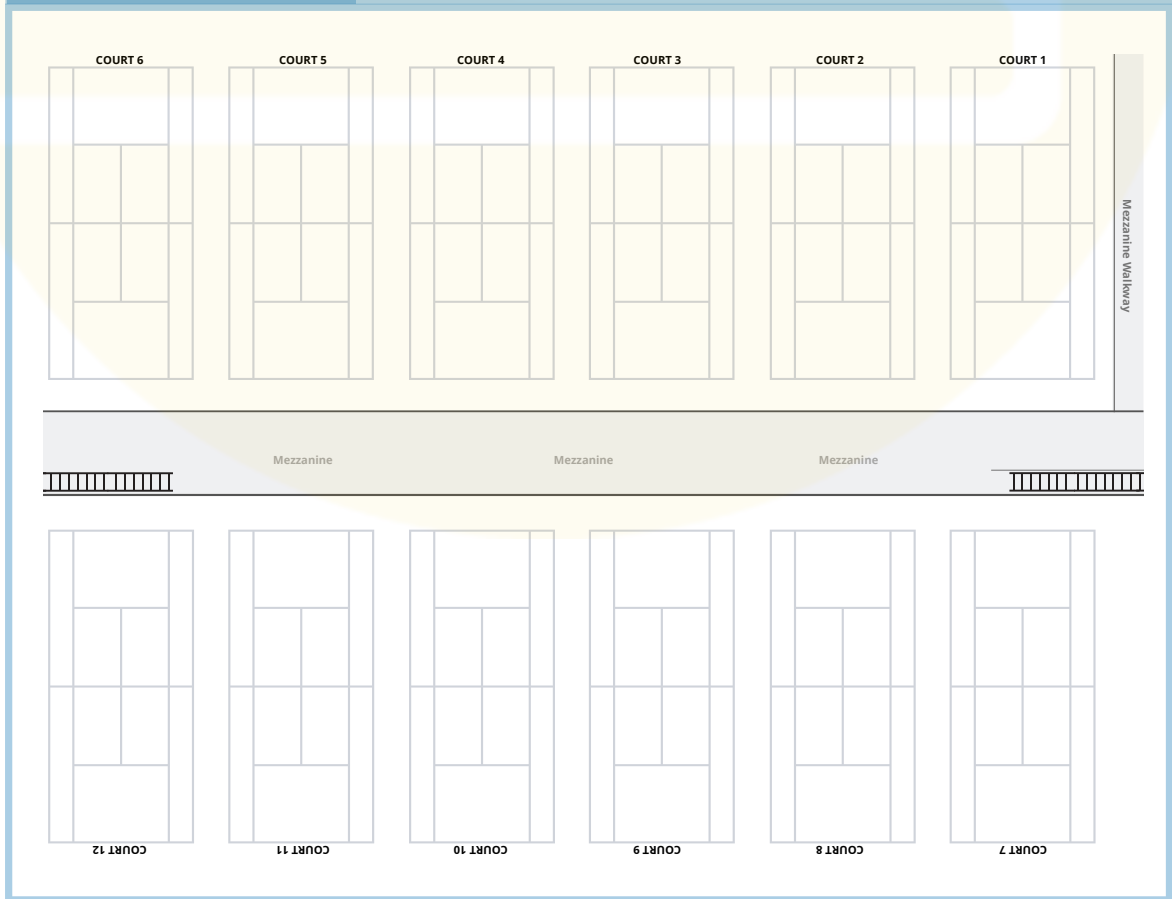 COURT 6
COURT 5
COURT 4
COURT 3
COURT 2
COURT 1
Mezzanine Walkway
Mezzanine
Mezzanine
Mezzanine
COURT 12
COURT 11
COURT 10
COURT 9
COURT 8
COURT 7